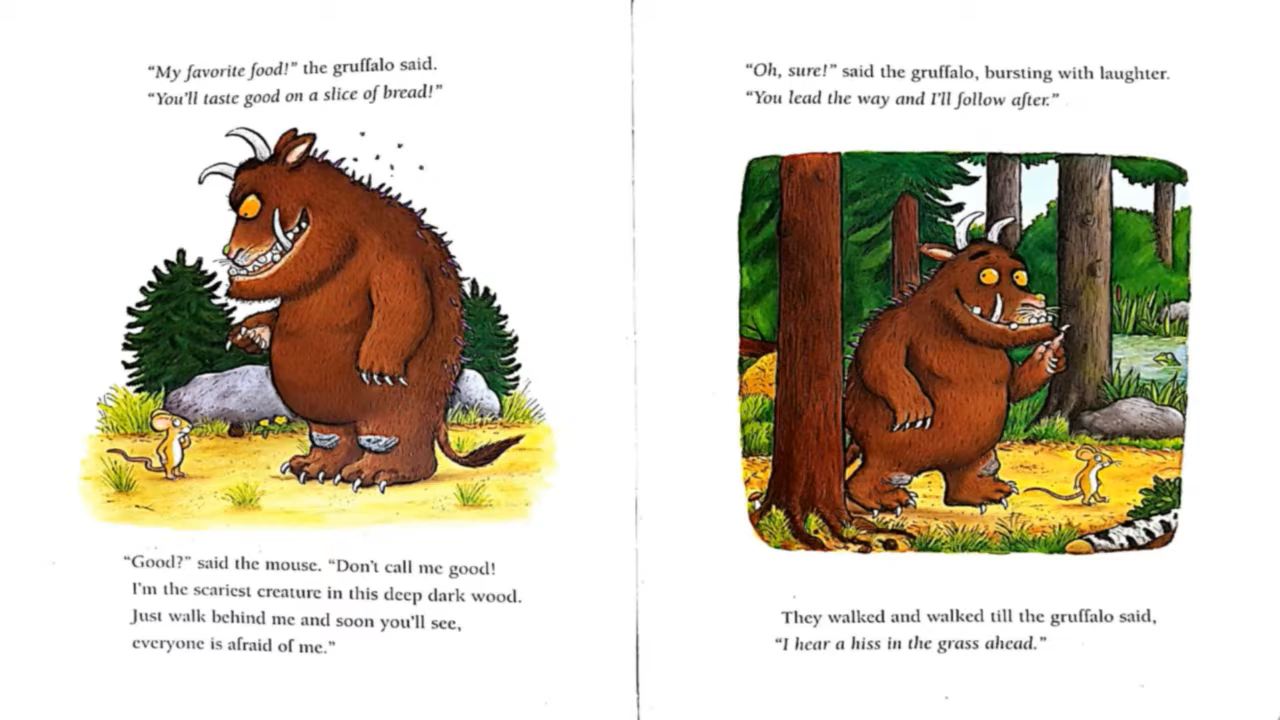 “My favorite food!” the gruffalo said.
“You’ll taste good on a slice of bread!”
“Good?” said the mouse. “Don’t call me good!
I’m the scariest creature in this deep dark wood.
Just walk behind me and soon you’ll see,
everyone is afraid of me.”
“Oh, sure!” said the gruffalo, bursting with laughter.
“You lead the way and I’ll follow after.”
They walked and walked till the gruffalo said,
“I hear a hiss in the grass ahead.”